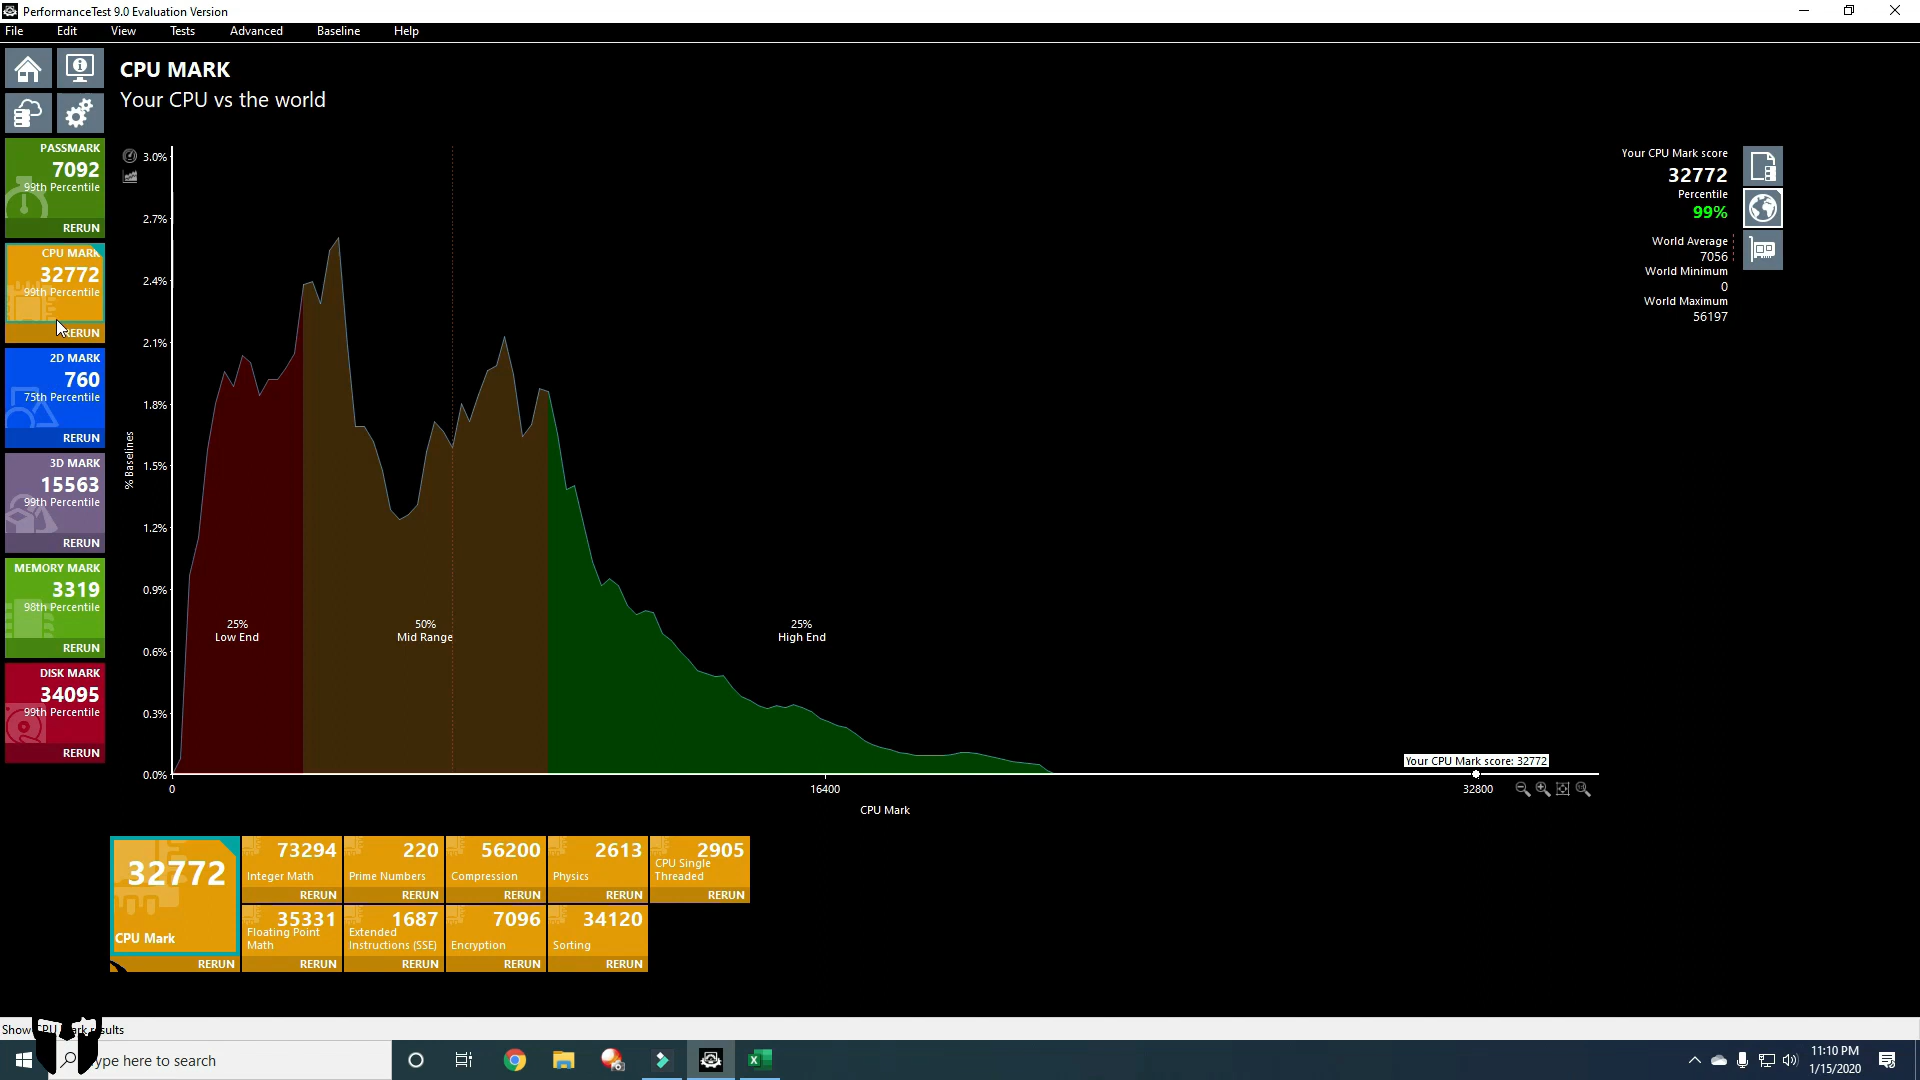 PerformanceTest 9.0 Evaluation Version
File Edit View Tests Advanced Baseline Help
CPU MARK
Your CPU vs the world
PASSMARK
7092
99th Percentile
RERUN
CPU MARK
32772
99th Percentile
RERUN
2D MARK
760
75th Percentile
RERUN
3D MARK
15563
99th Percentile
RERUN
MEMORY MARK
3319
98th Percentile
RERUN
DISK MARK
34095
99th Percentile
RERUN
3.0%
2.7%
2.4%
2.1%
1.8%
1.5%
1.2%
0.9%
0.6%
0.3%
0.0%
% Baselines
25%
Low End
50%
Mid Range
25%
High End
0
16400
32800
CPU Mark
Your CPU Mark score: 32772
Your CPU Mark score
32772
Percentile
99%
World Average
7056
World Minimum
0
World Maximum
56197
32772
CPU Mark
RERUN
73294
Integer Math
RERUN
220
Prime Numbers
RERUN
56200
Compression
RERUN
2613
Physics
RERUN
2905
CPU Single
Threaded
RERUN
35331
Floating Point
Math
RERUN
1687
Extended
Instructions (SSE)
RERUN
7096
Encryption
RERUN
34120
Sorting
RERUN
Show CPU Mark results
Type here to search
11:10 PM
1/15/2020